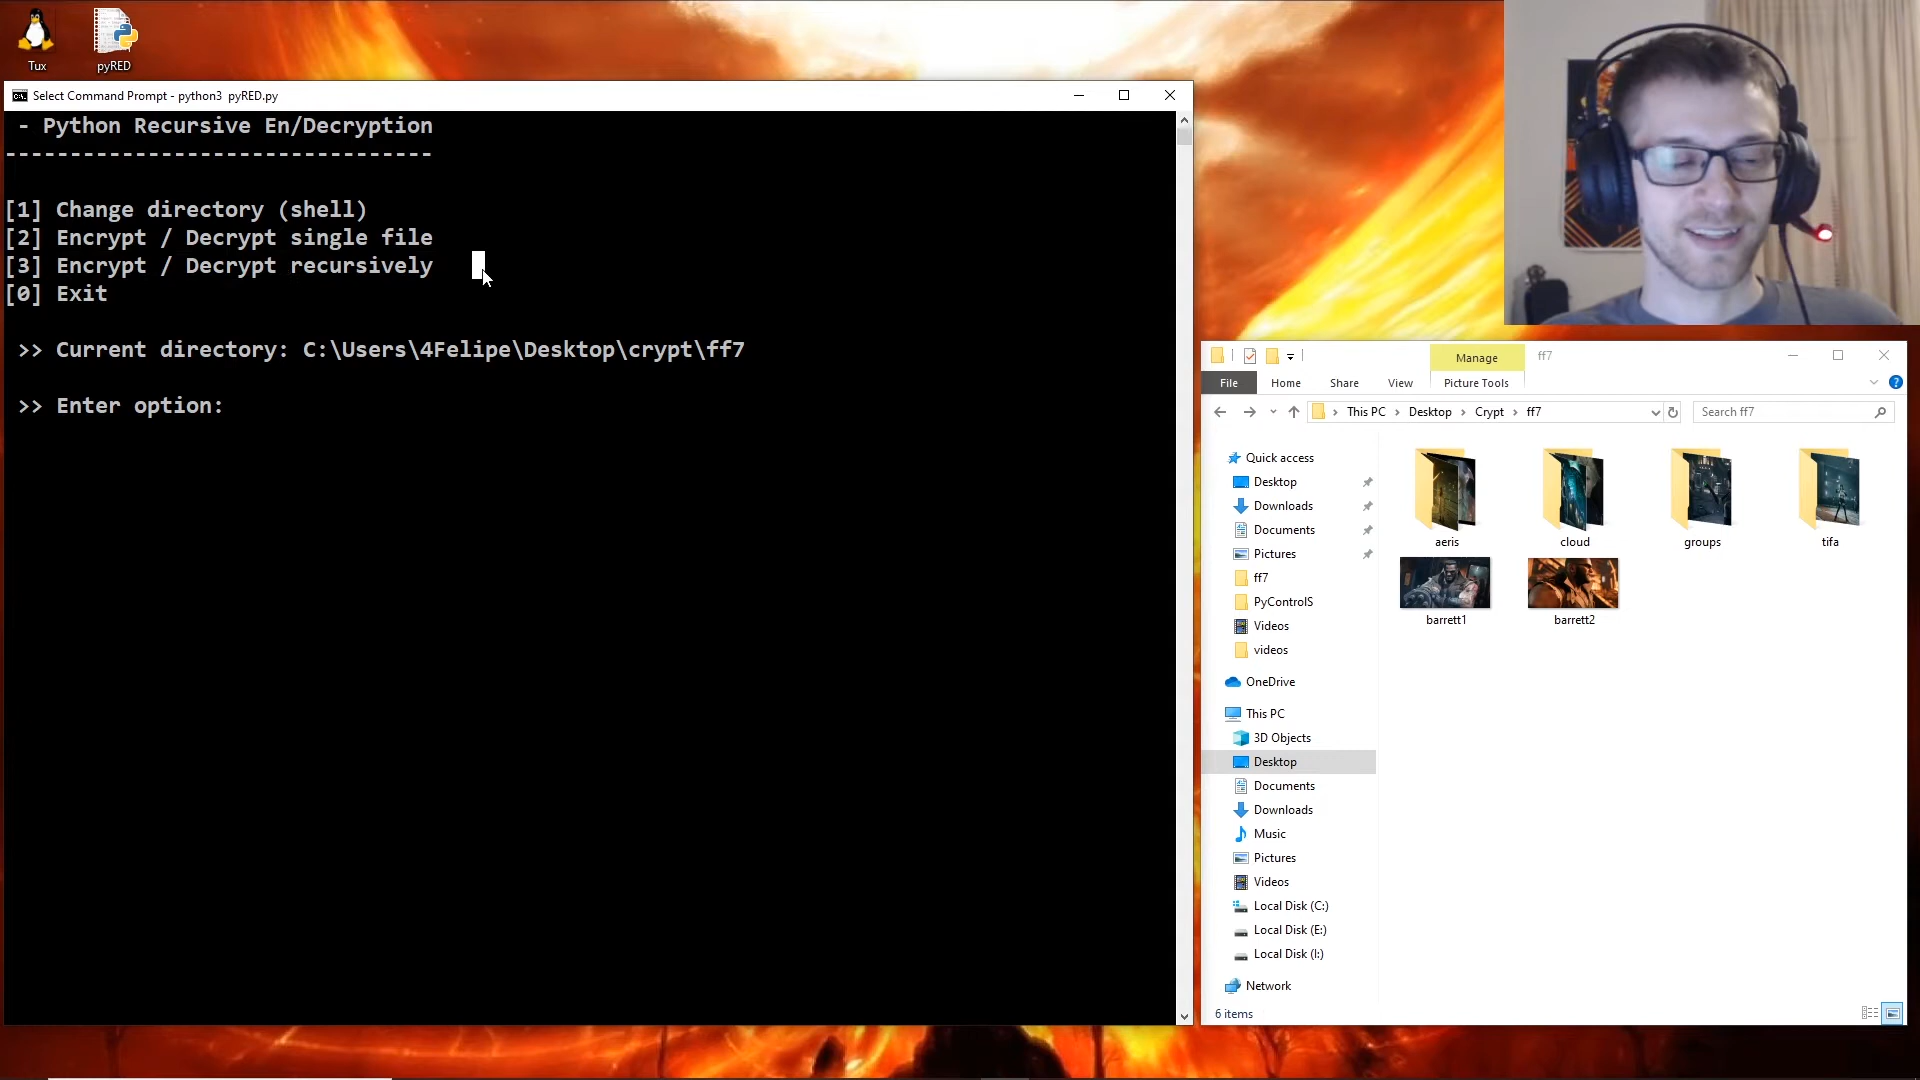 Tux
pyRED
Select Command Prompt - python3  pyRED.py
- Python Recursive En/Decryption
---------------------------------
[1] Change directory (shell)
[2] Encrypt / Decrypt single file
[3] Encrypt / Decrypt recursively
[0] Exit
>> Current directory: C:\Users\4Felipe\Desktop\crypt\ff7
>> Enter option:
Manage
ff7
File
Home
Share
View
Picture Tools
This PC > Desktop > Crypt > ff7
Search ff7
Quick access
Desktop
Downloads
Documents
Pictures
ff7
PyControlS
Videos
videos
OneDrive
This PC
3D Objects
Desktop
Documents
Downloads
Music
Pictures
Videos
Local Disk (C:)
Local Disk (E:)
Local Disk (I:)
Network
aeris
cloud
groups
tifa
barrett1
barrett2
6 items